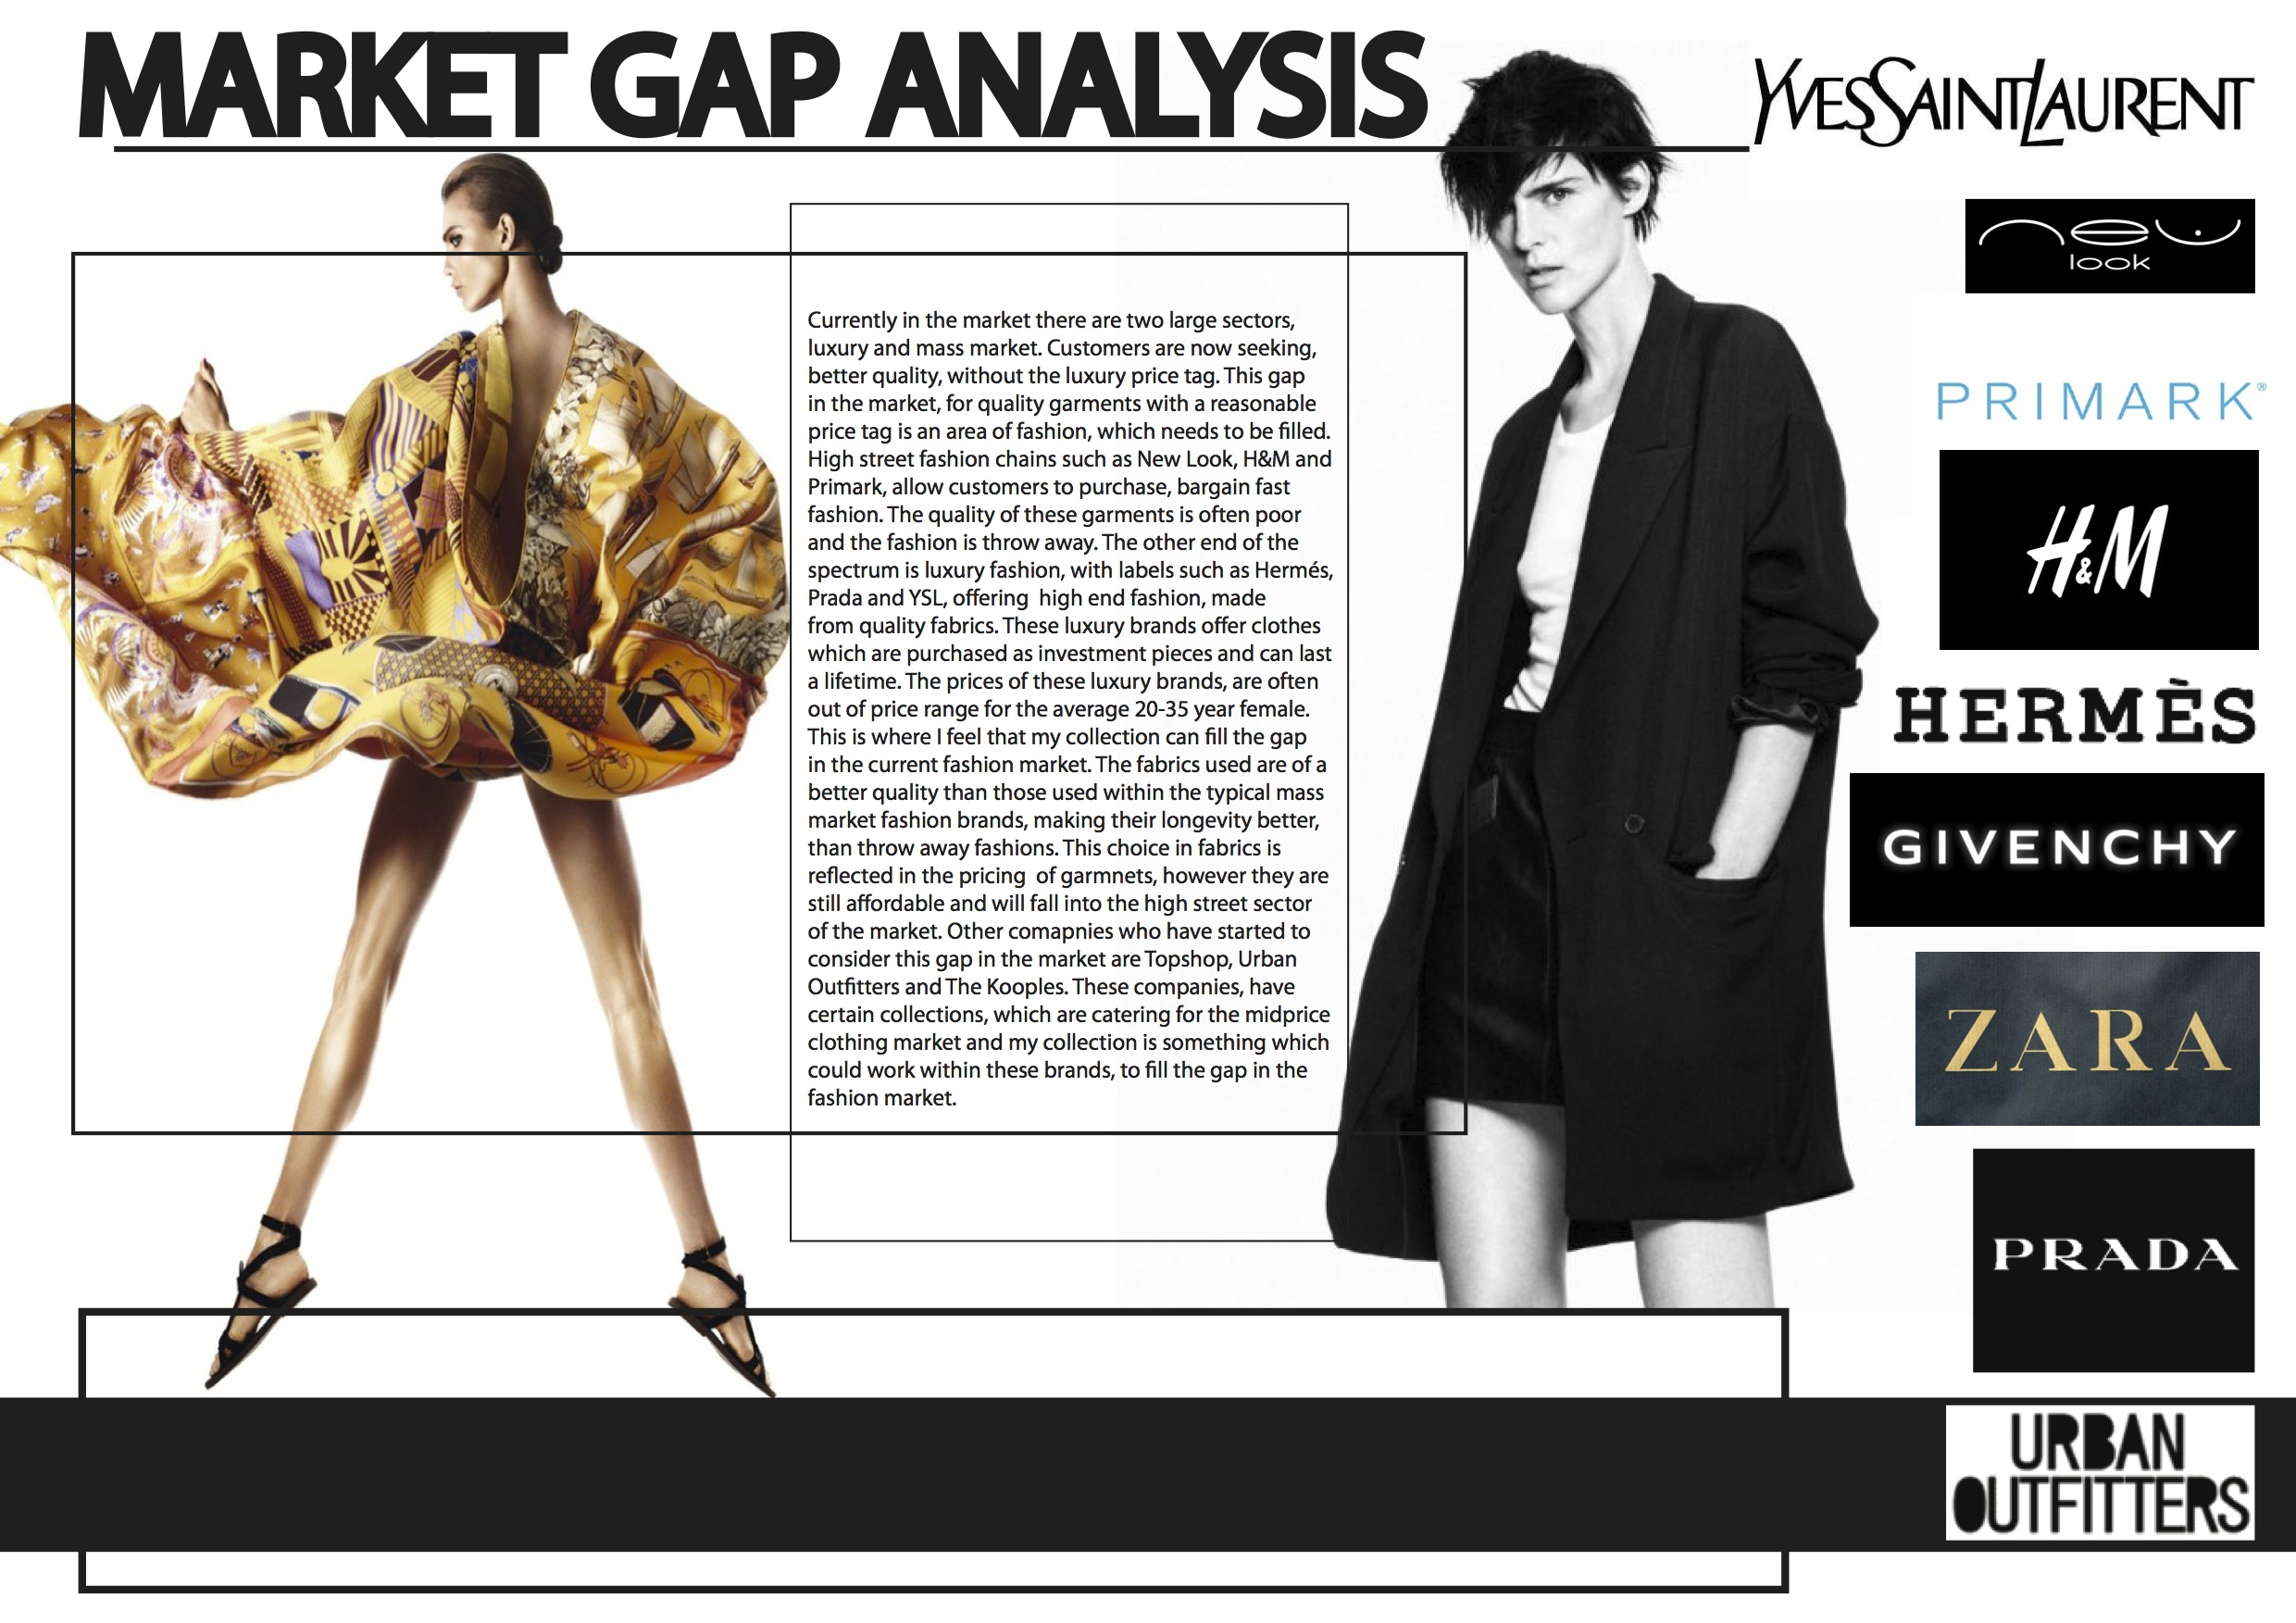 MARKET GAP ANALYSIS
YVESSAINTLAURENT
new
look
PRIMARK®
H&M
HERMÈS
GIVENCHY
ZARA
PRADA
URBAN
OUTFITTERS
Currently in the market there are two large sectors,
luxury and mass market. Customers are now seeking,
better quality, without the luxury price tag. This gap
in the market, for quality garments with a reasonable
price tag is an area of fashion, which needs to be filled.
High street fashion chains such as New Look, H&M and
Primark, allow customers to purchase, bargain fast
fashion. The quality of these garments is often poor
and the fashion is throw away. The other end of the
spectrum is luxury fashion, with labels such as Hermés,
Prada and YSL, offering  high end fashion, made
from quality fabrics. These luxury brands offer clothes
which are purchased as investment pieces and can last
a lifetime. The prices of these luxury brands, are often
out of price range for the average 20-35 year female.
This is where I feel that my collection can fill the gap
in the current fashion market. The fabrics used are of a
better quality than those used within the typical mass
market fashion brands, making their longevity better,
than throw away fashions. This choice in fabrics is
reflected in the pricing  of garmnets, however they are
still affordable and will fall into the high street sector
of the market. Other comapnies who have started to
consider this gap in the market are Topshop, Urban
Outfitters and The Kooples. These companies, have
certain collections, which are catering for the midprice
clothing market and my collection is something which
could work within these brands, to fill the gap in the
fashion market.